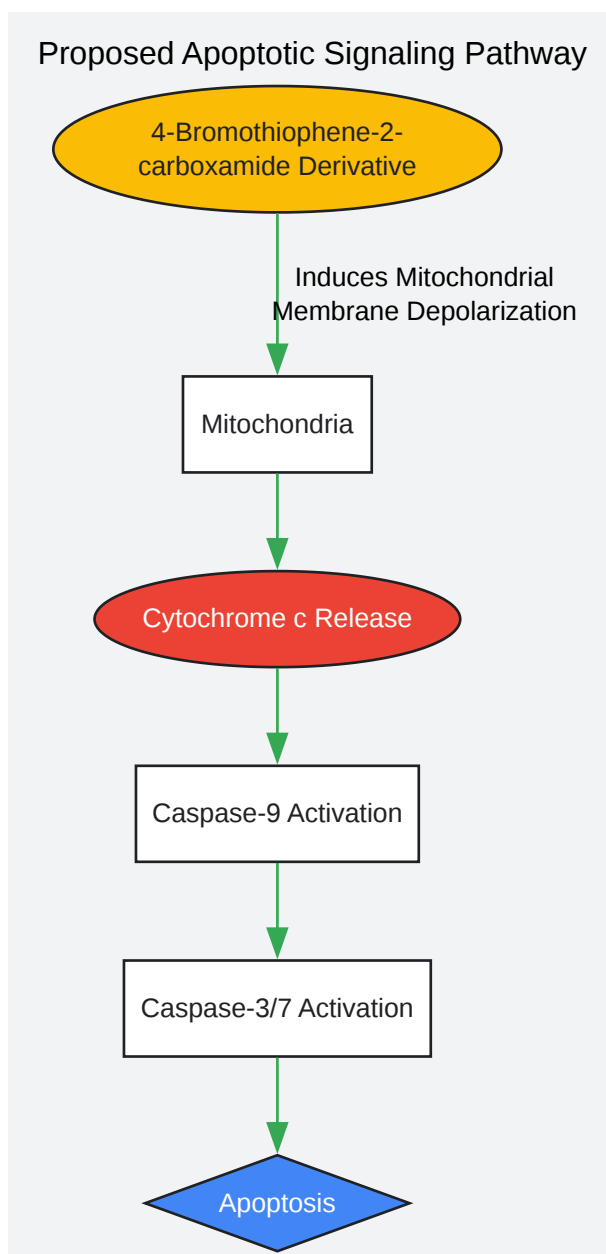 Proposed Apoptotic Signaling Pathway
4-Bromothiophene-2-
carboxamide Derivative
Induces Mitochondrial
Membrane Depolarization
Mitochondria
Cytochrome c Release
Caspase-9 Activation
Caspase-3/7 Activation
Apoptosis